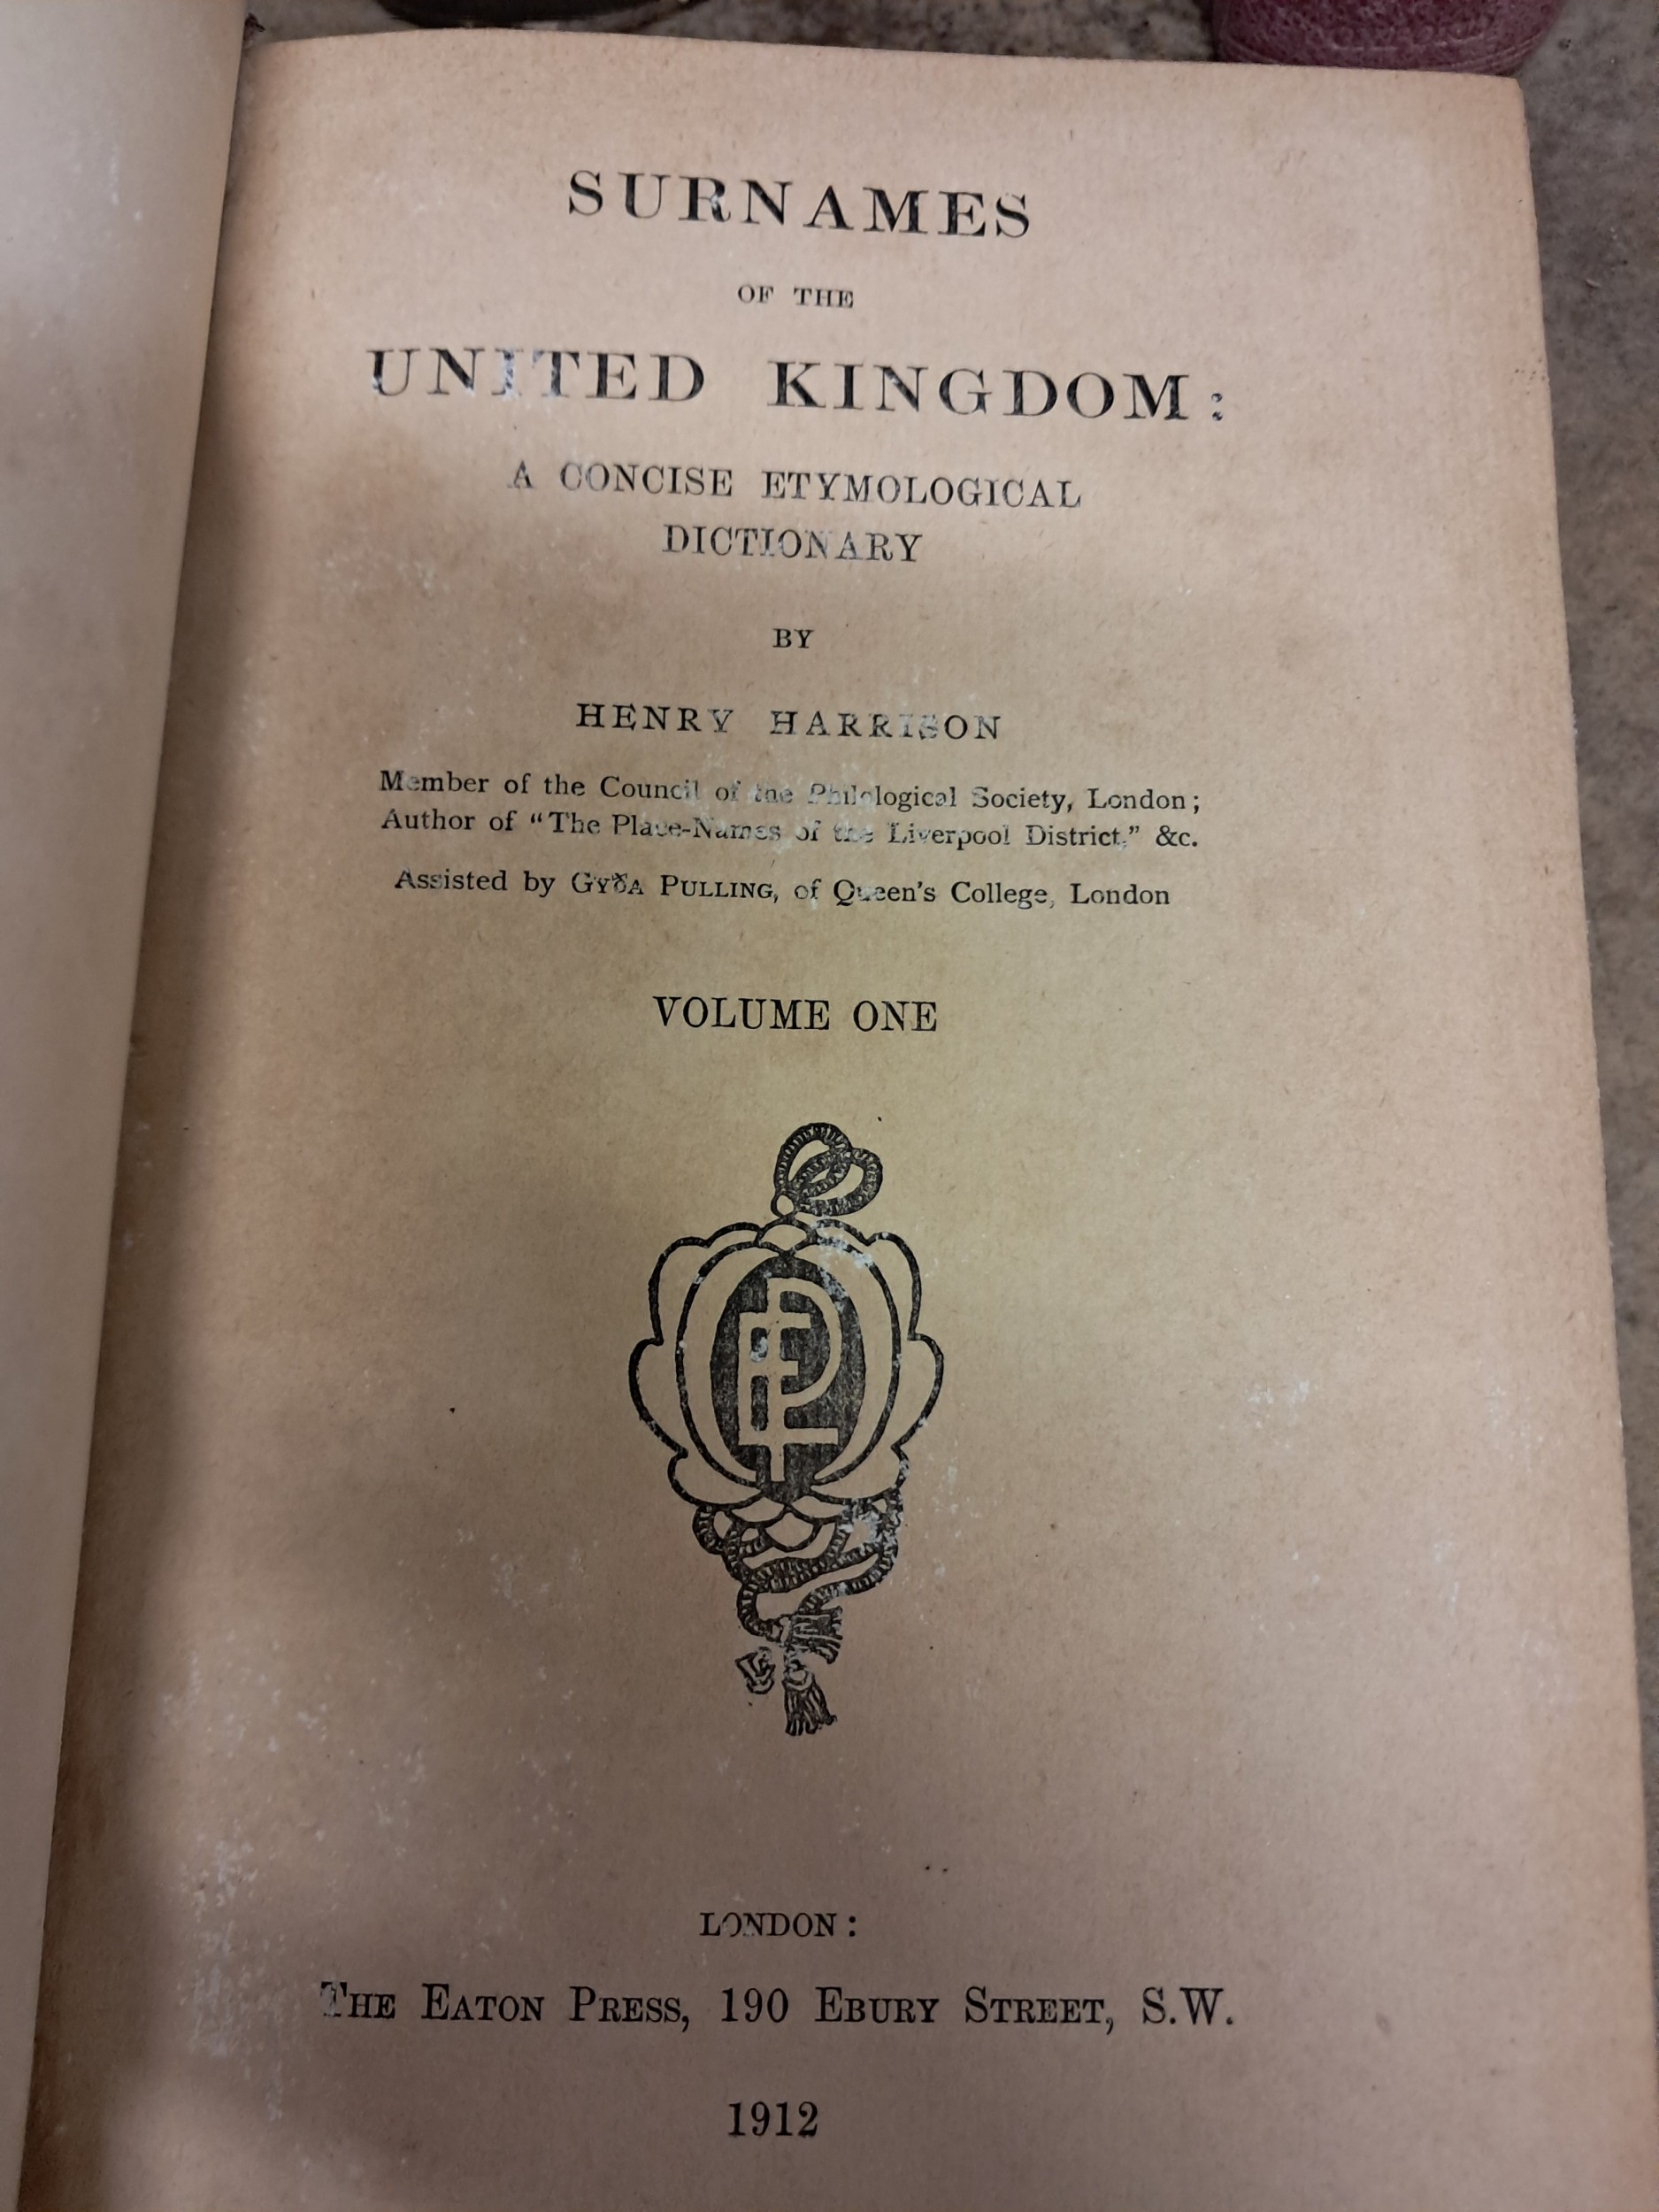 SURNAMES
OF THE
UNITED KINGDOM:
A CONCISE ETYMOLOGICAL
DICTIONARY
BY
HENRY HARRISON
Member of the Council of the Philological Society, London;
Author of "The Place-Names of the Liverpool District," &c.
Assisted by GYðA PULLING, of Queen's College, London
VOLUME ONE
LONDON:
THE EATON PRESS, 190 EBURY STREET, S.W.
1912